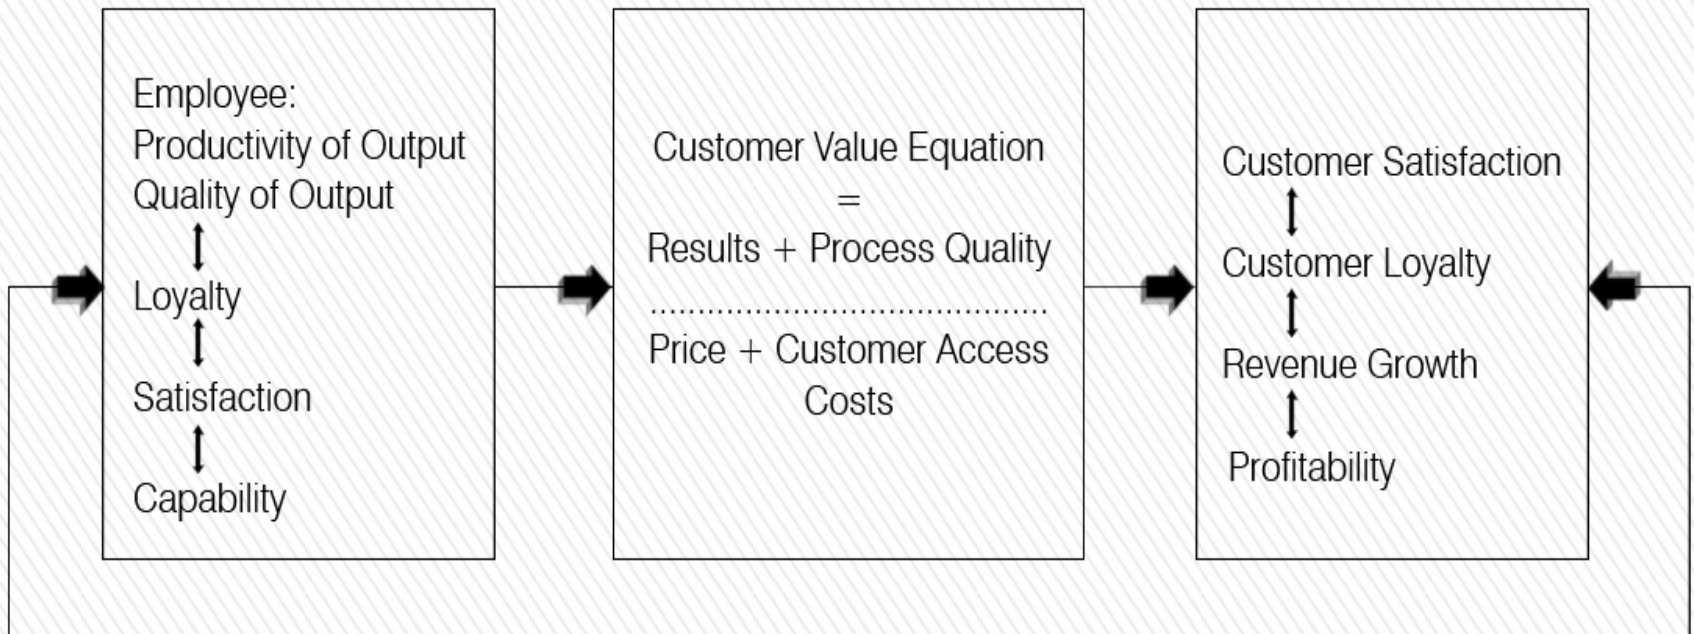 Employee:
Productivity of Output
Quality of Output
Loyalty
Satisfaction
Capability
Customer Value Equation
=
Results + Process Quality
........................................
Price + Customer Access
Costs
Customer Satisfaction
Customer Loyalty
Revenue Growth
Profitability